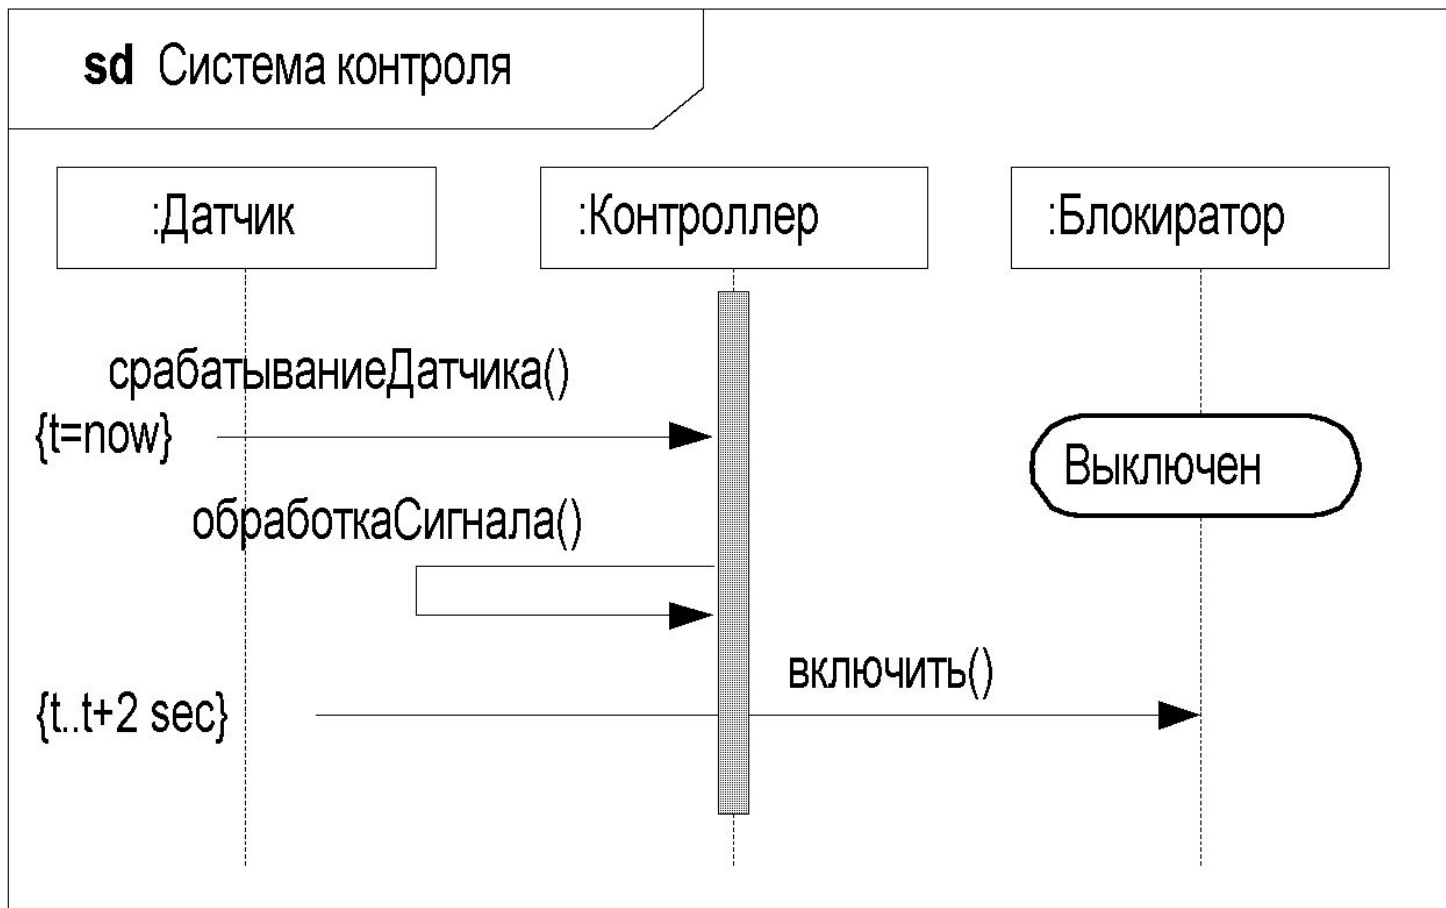 sd Система контроля
:Датчик
:Контроллер
:Блокиратор
срабатываниеДатчика()
{t=now}
Выключен
обработкаСигнала()
включить()
{t..t+2 sec}